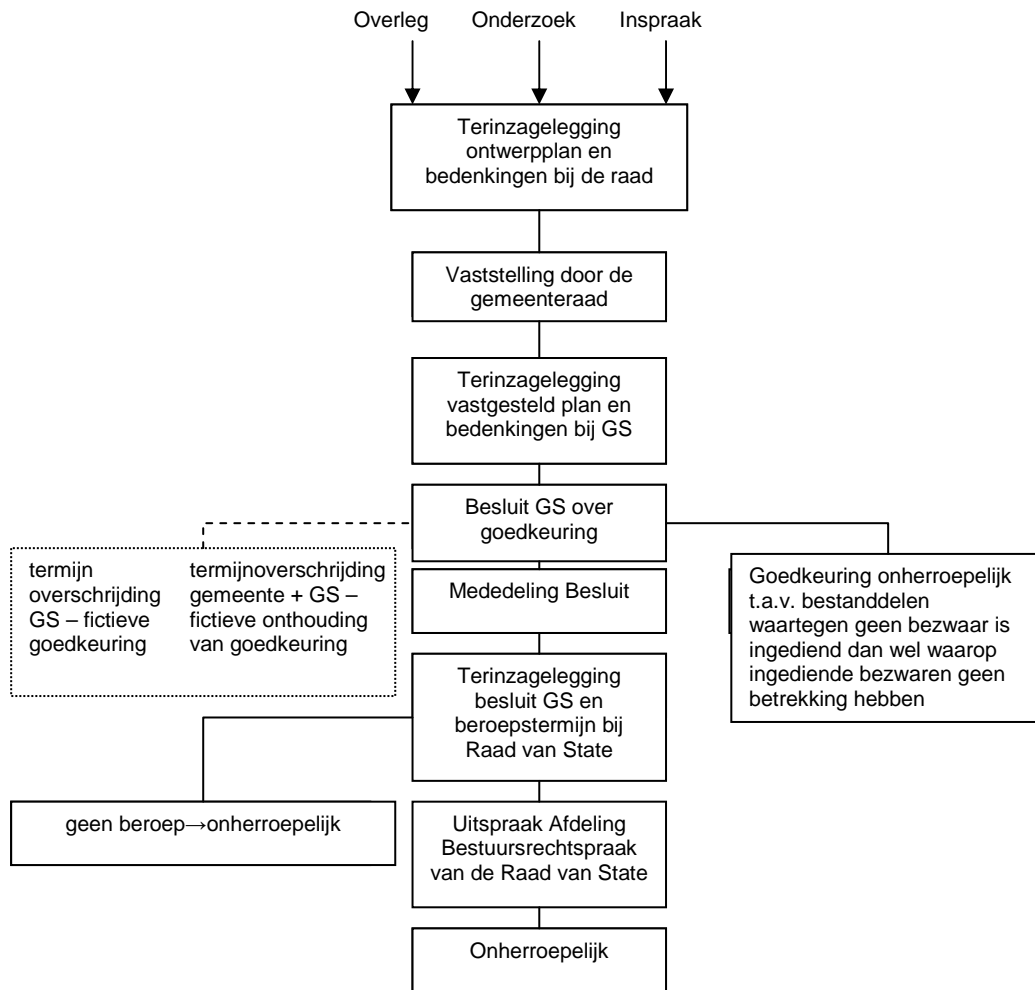 Overleg Onderzoek Inspraak
Terinzagelegging
ontwerpplan en
bedenkingen bij de raad
Vaststelling door de
gemeenteraad
Terinzagelegging
vastgesteld plan en
bedenkingen bij GS
Besluit GS over
goedkeuring
termijn
overschrijding
GS – fictieve
goedkeuring
termijnoverschrijding
gemeente + GS –
fictieve onthouding
van goedkeuring
Mededeling Besluit
Goedkeuring onherroepelijk
t.a.v. bestanddelen
waartegen geen bezwaar is
ingediend dan wel waarop
ingediende bezwaren geen
betrekking hebben
Terinzagelegging
besluit GS en
beroepstermijn bij
Raad van State
geen beroep→onherroepelijk
Uitspraak Afdeling
Bestuursrechtspraak
van de Raad van State
Onherroepelijk